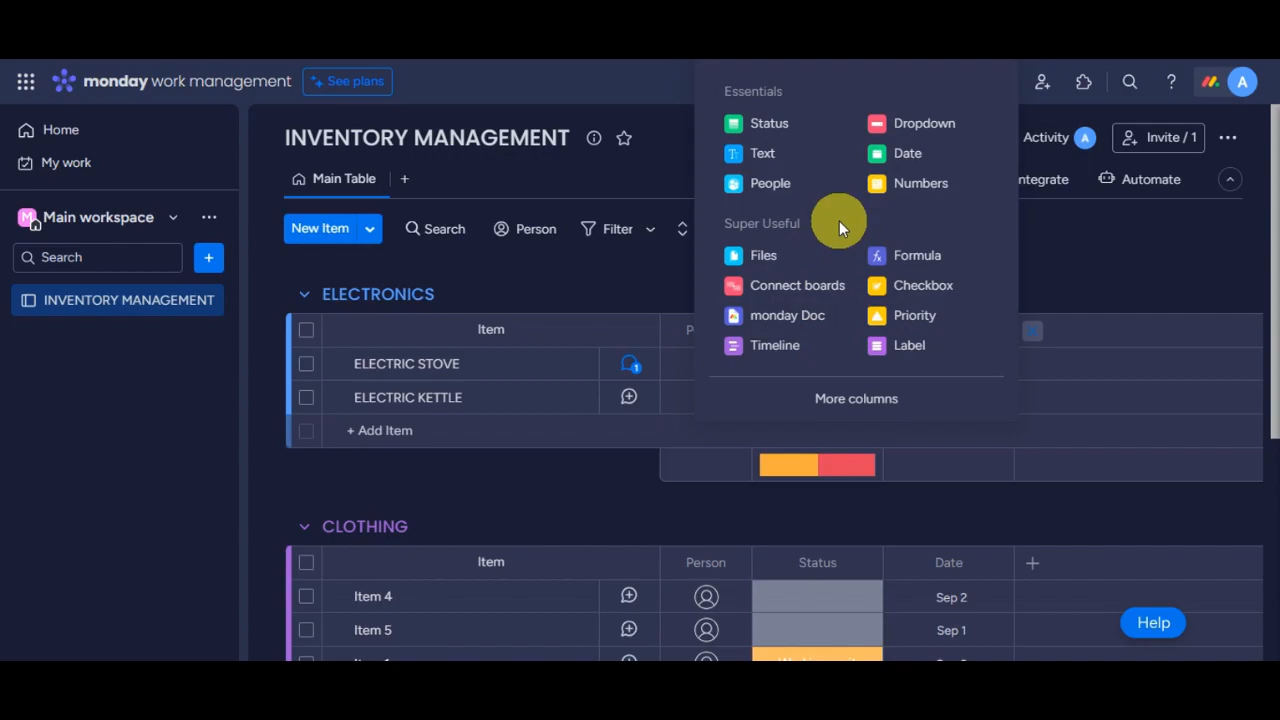 monday work management
See plans
A
Home
My work
M Main workspace
Search
+
INVENTORY MANAGEMENT
INVENTORY MANAGEMENT
Activity A
Invite / 1
Main Table
+
Automate
New Item
Search
Person
Filter
Essentials
Status Dropdown
Text Date
People Numbers
Super Useful
Files Formula
Connect boards Checkbox
monday Doc Priority
Timeline Label
More columns
ELECTRONICS
Item
ELECTRIC STOVE
1
ELECTRIC KETTLE
+ Add Item
CLOTHING
Item Person Status Date +
Item 4 Sep 2
Item 5 Sep 1
Help